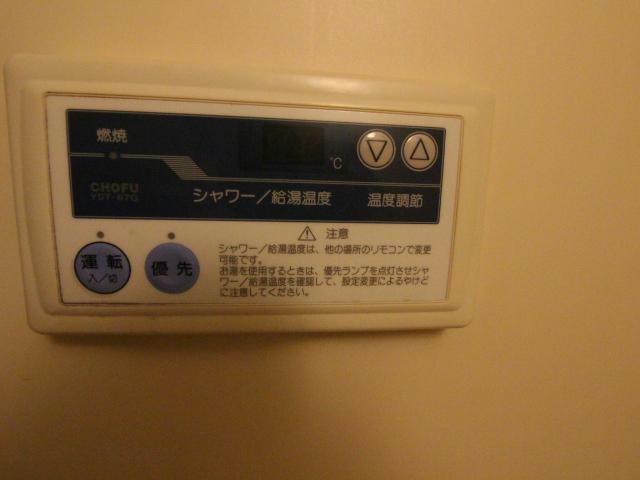 燃焼
℃
CHOFU
YST-67G
シャワー／給湯温度
温度調節
注意
シャワー／給湯温度は、他の場所のリモコンで変更
可能です。
お湯を使用するときは、優先ランプを点灯させシャ
ワー／給湯温度を確認して、設定変更によるやけど
に注意してください。
運転
入／切
優先